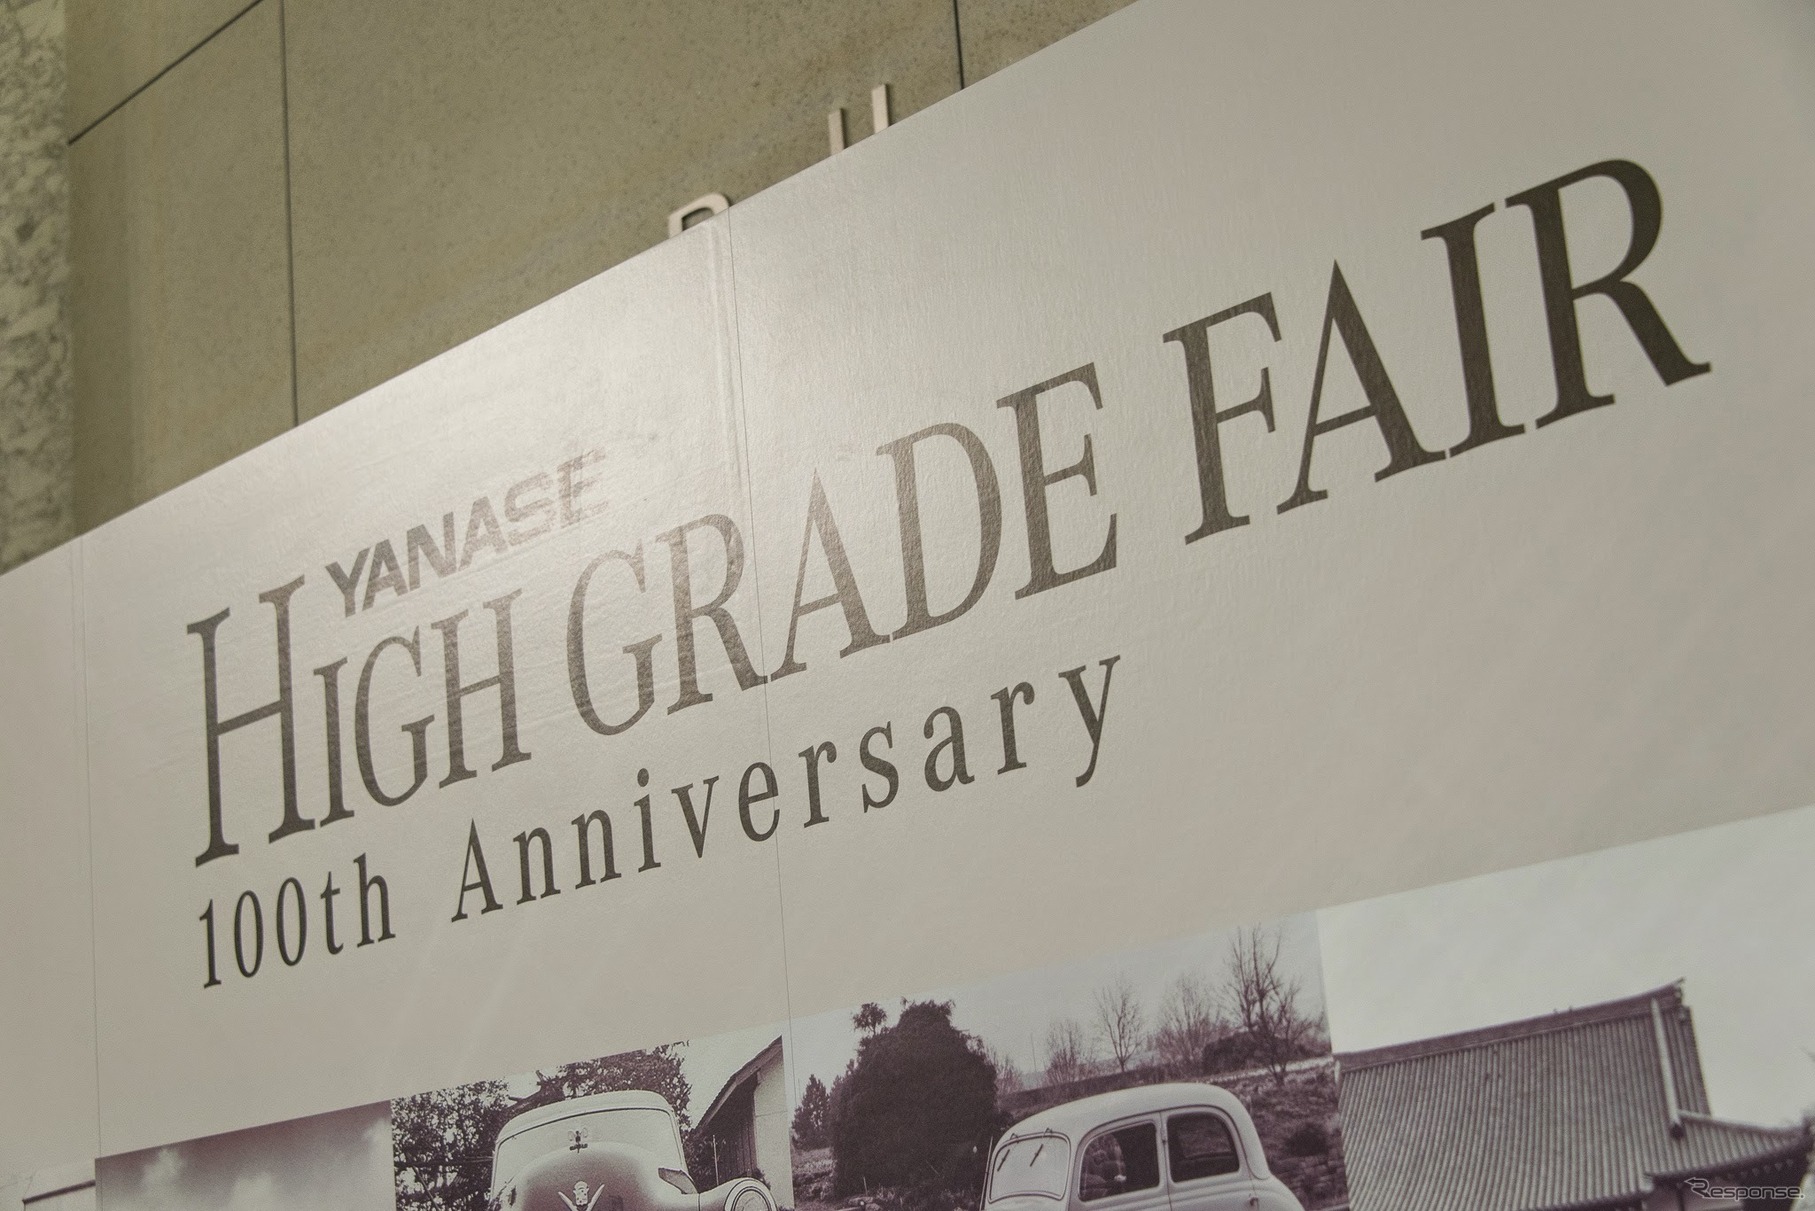 YANASE
HIGH GRADE FAIR
100th Anniversary
Response.